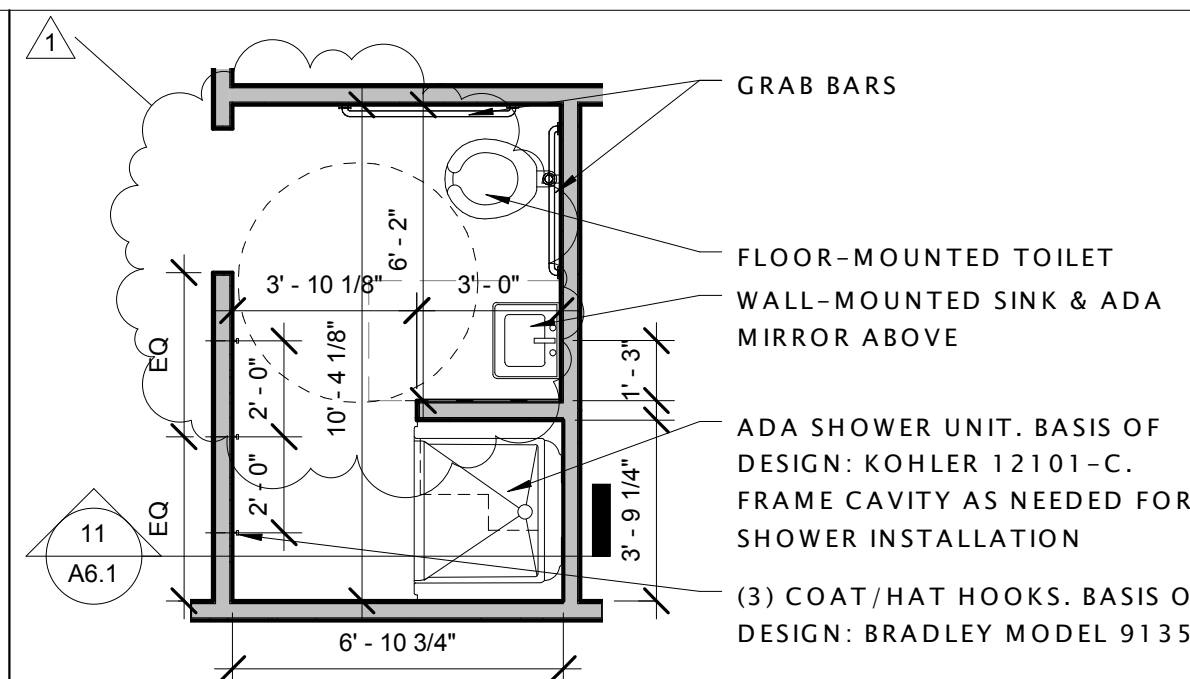 1
GRAB BARS
FLOOR-MOUNTED TOILET
WALL-MOUNTED SINK & ADA
MIRROR ABOVE
ADA SHOWER UNIT. BASIS OF
DESIGN: KOHLER 12101-C.
FRAME CAVITY AS NEEDED FOR
SHOWER INSTALLATION
(3) COAT/HAT HOOKS. BASIS O
DESIGN: BRADLEY MODEL 9135
6' - 2"
3' - 10 1/8"
3' - 0"
EQ
2' - 0"
10' - 4 1/8"
1' - 3"
EQ
2' - 0"
3' - 9 1/4"
11
A6.1
6' - 10 3/4"